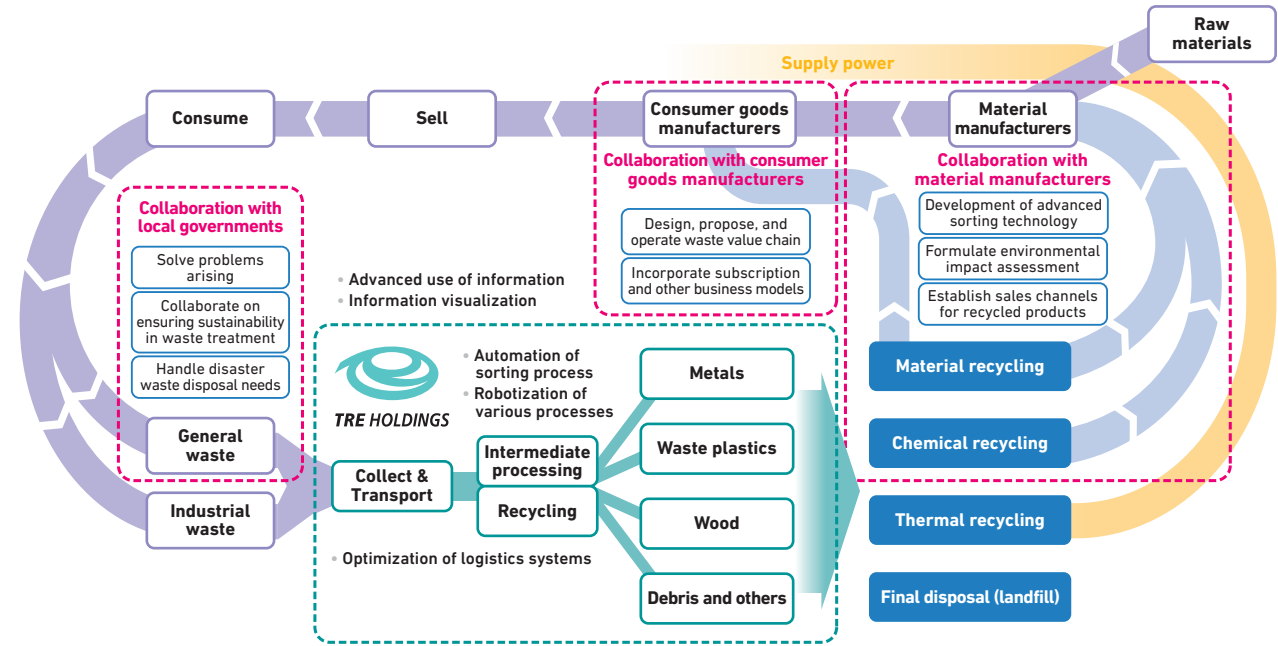 Raw
materials
Supply power
Consume
Sell
Consumer goods
manufacturers
Material
manufacturers
Collaboration with consumer
goods manufacturers
Design, propose, and
operate waste value chain
Incorporate subscription
and other business models
Collaboration with
material manufacturers
Development of advanced
sorting technology
Formulate environmental
impact assessment
Establish sales channels
for recycled products
Collaboration with
local governments
Solve problems
arising
Collaborate on
ensuring sustainability
in waste treatment
Handle disaster
waste disposal needs
General
waste
Industrial
waste
• Advanced use of information
• Information visualization
TRE HOLDINGS
• Automation of
sorting process
• Robotization of
various processes
Collect &
Transport
Intermediate
processing
Recycling
• Optimization of logistics systems
Metals
Waste plastics
Wood
Debris and others
Material recycling
Chemical recycling
Thermal recycling
Final disposal (landfill)